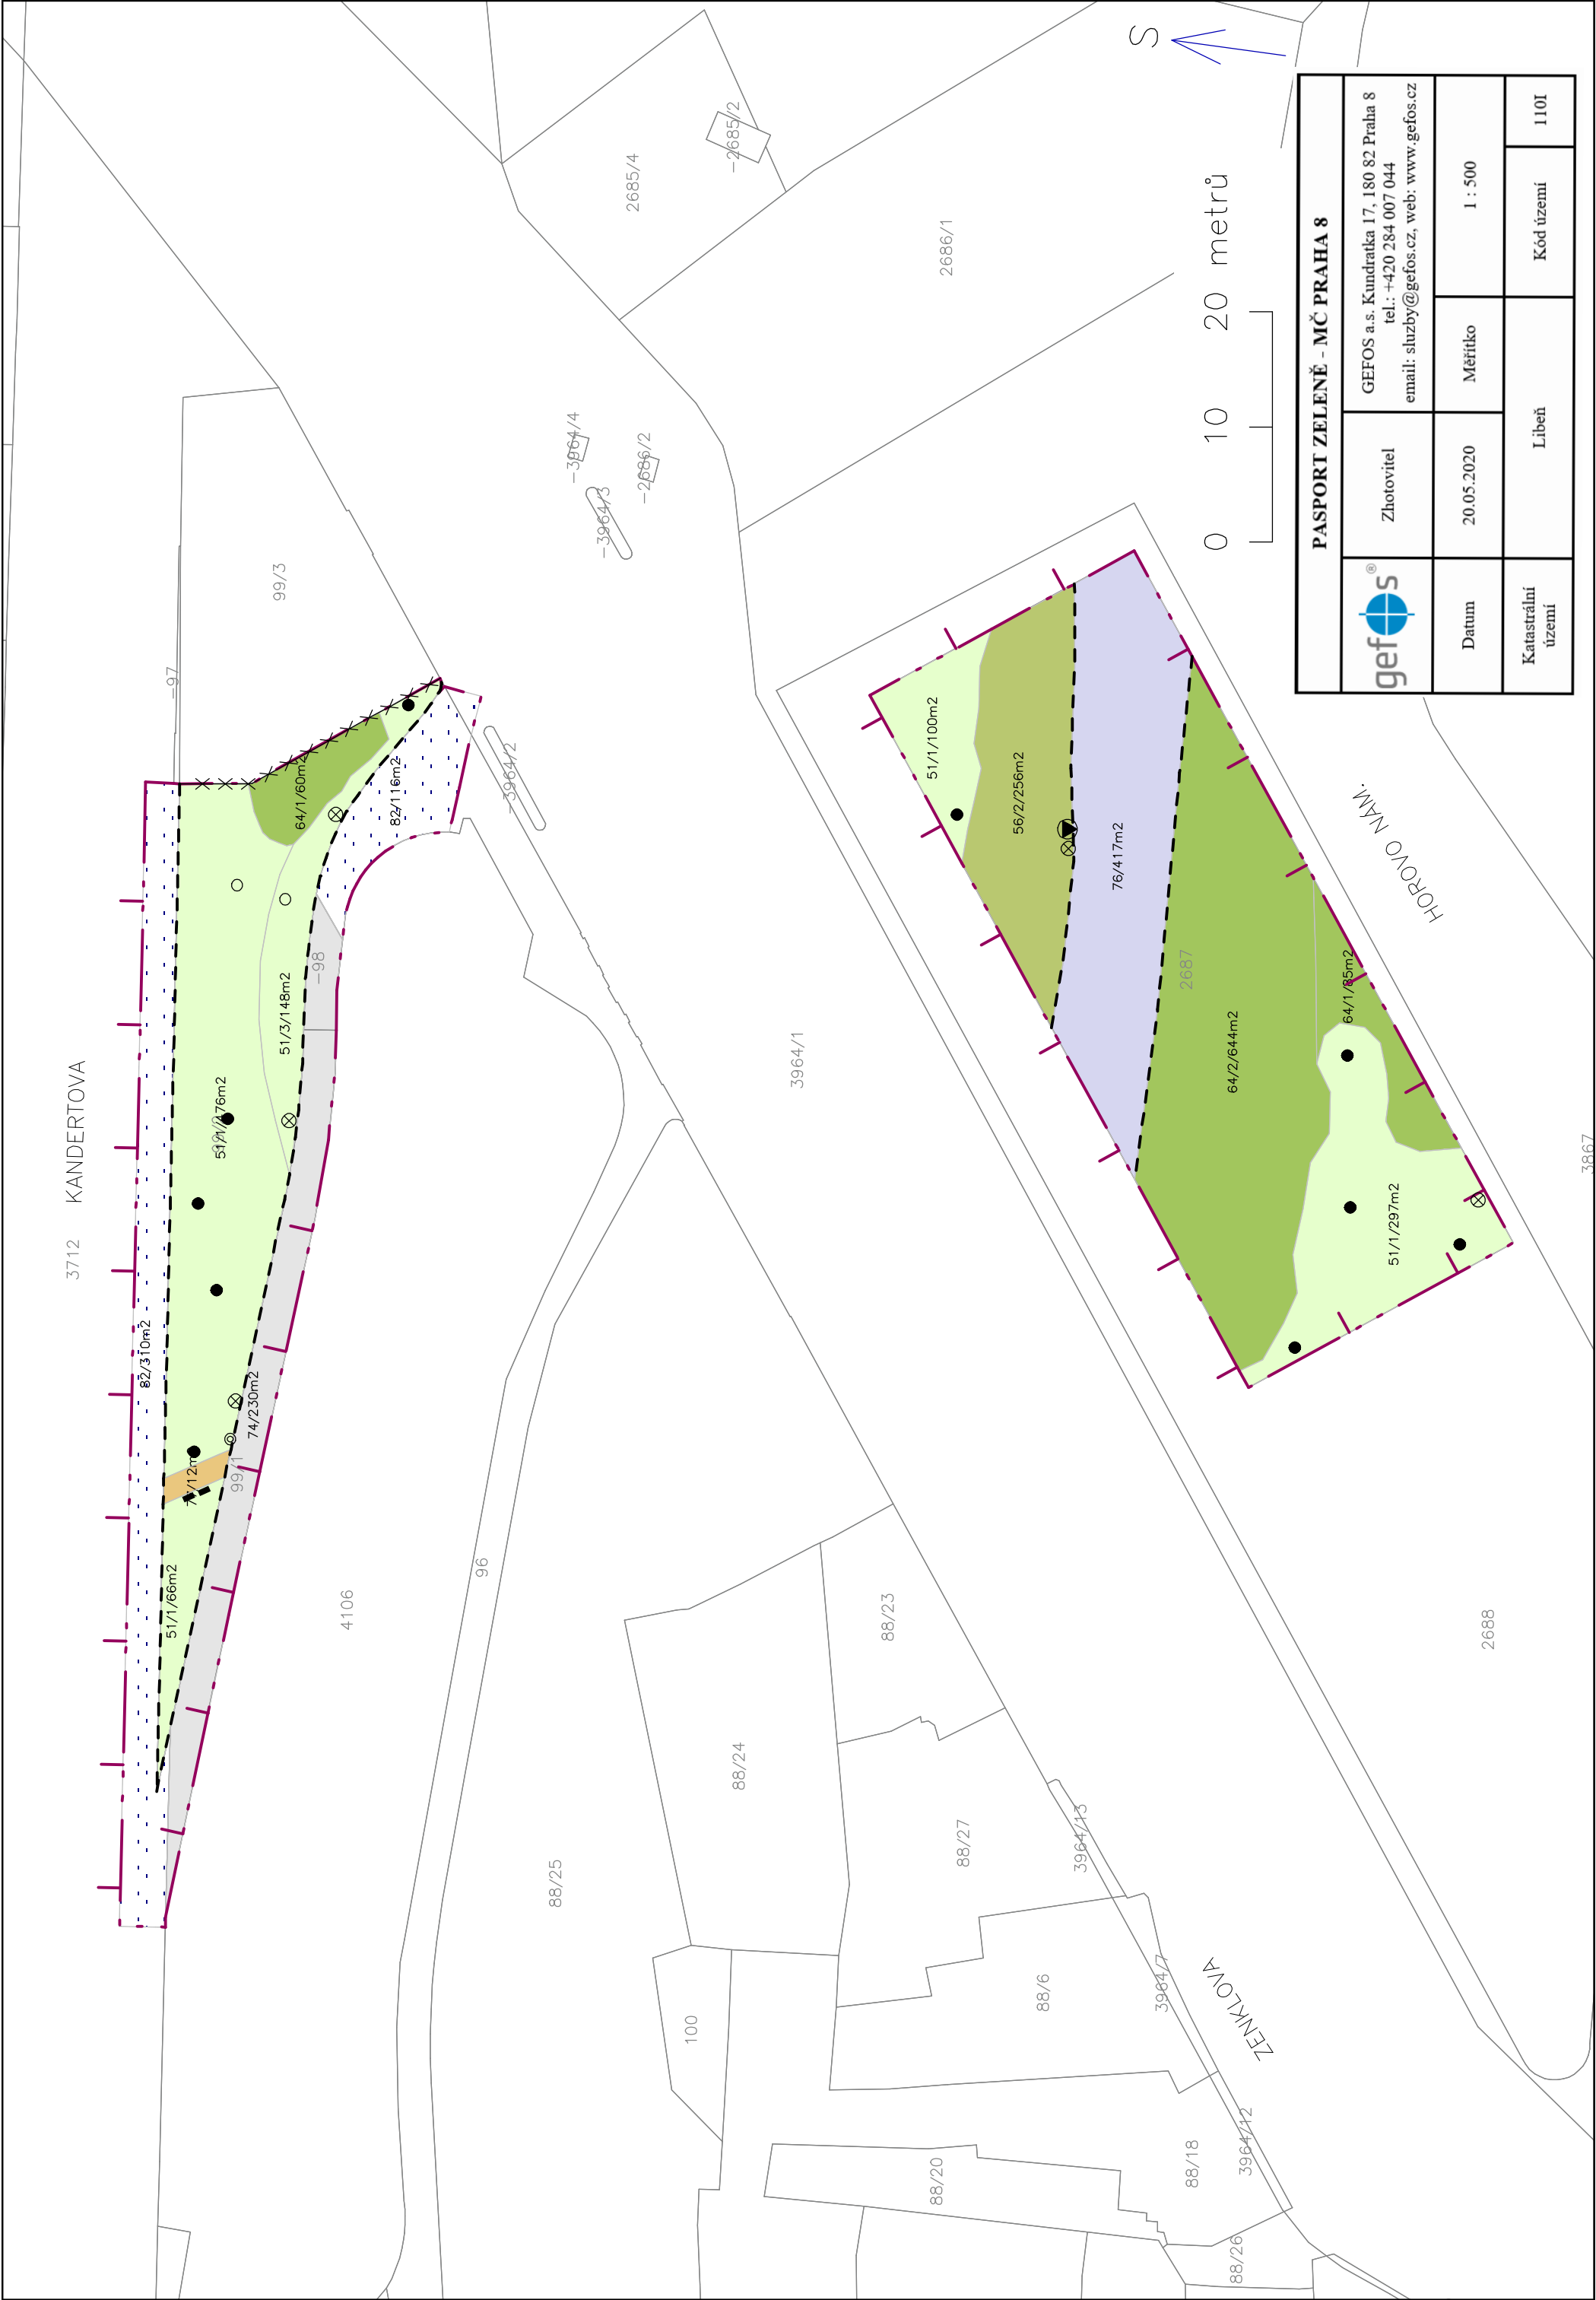 KANDERTOVA
3712
-97
99/3
82/310m2
51/1/476m2
64/1/60m2
82/116m2
51/3/148m2
-98
74/230m2
99/1
51/1/66m2
4106
96
-3964/2
-3964/4
-3964/3
-2686/2
2685/4
-2685/2
2686/1
3964/1
51/1/100m2
56/2/256m2
76/417m2
2687
64/2/644m2
64/1/85m2
51/1/297m2
HOROVO NÁM.
3867
2688
88/23
88/24
88/25
88/27
3964/13
100
88/6
3964/7
ZENKLOVA
88/20
88/18
3964/12
88/26
S
0 10 20 metrů
PASPORT ZELENĚ - MČ PRAHA 8
gefos®
Zhotovitel
GEFOS a.s. Kundratka 17, 180 82 Praha 8
tel.: +420 284 007 044
email: sluzby@gefos.cz, web: www.gefos.cz
Datum
20.05.2020
Měřítko
1 : 500
Katastrální
území
Libeň
Kód území
110I